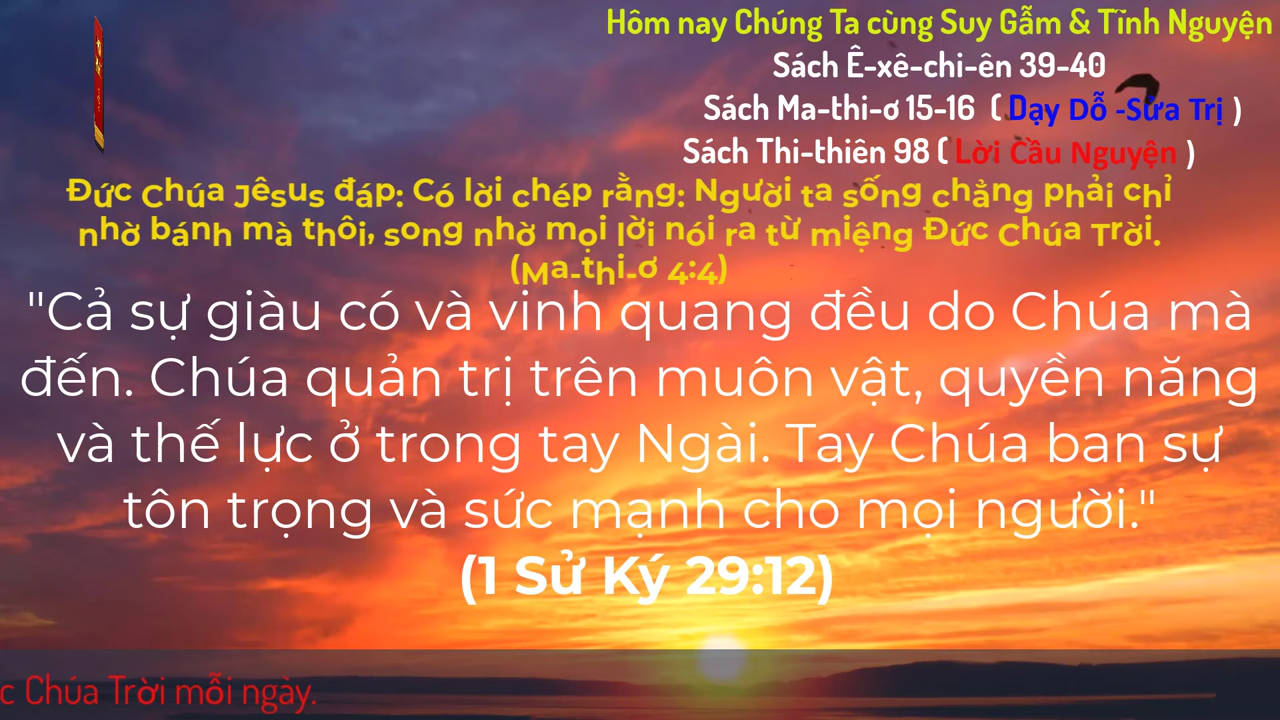 Hôm nay Chúng Ta cùng Suy Gẫm & Tĩnh Nguyện
Sách Ê-xê-chi-ên 39-40
Sách Ma-thi-ơ 15-16 ( Dạy Dỗ -Sửa Trị )
Sách Thi-thiên 98 ( Lời Cầu Nguyện )
Đức Chúa Jêsus đáp: Có lời chép rằng: Người ta sống chẳng phải chỉ
nhờ bánh mà thôi, song nhờ mọi lời nói ra từ miệng Đức Chúa Trời.
(Ma-thi-ơ 4:4)
"Cả sự giàu có và vinh quang đều do Chúa mà
đến. Chúa quản trị trên muôn vật, quyền năng
và thế lực ở trong tay Ngài. Tay Chúa ban sự
tôn trọng và sức mạnh cho mọi người."
(1 Sử Ký 29:12)
c Chúa Trời mỗi ngày.